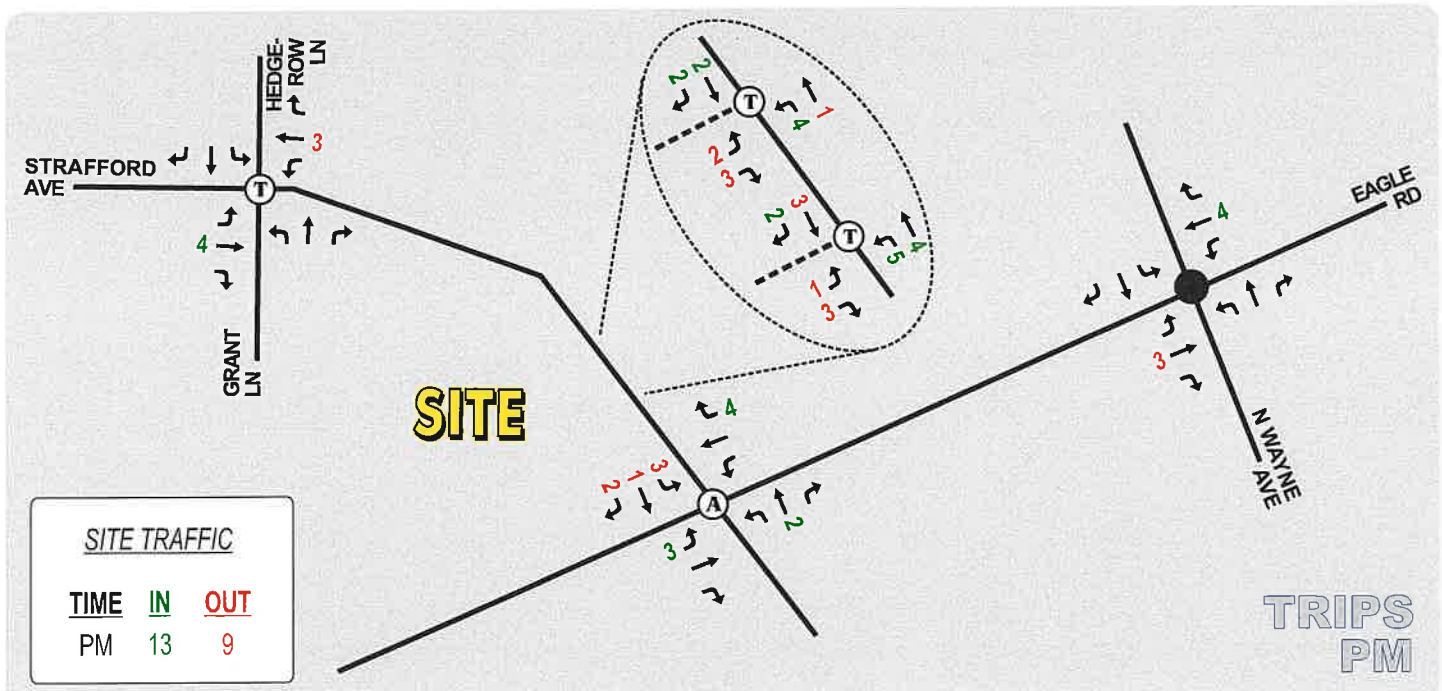 HEDGE-
ROW
LN
STRAFFORD
AVE
T
3
4
GRANT
LN
2 2
T
4 1
2
3
2 3
T
5 4
1
3
EAGLE
RD
4
3
N WAYNE
AVE
SITE
4
2 1 3
A
2
3
SITE TRAFFIC
TIME IN OUT
PM 13 9
TRIPS
PM